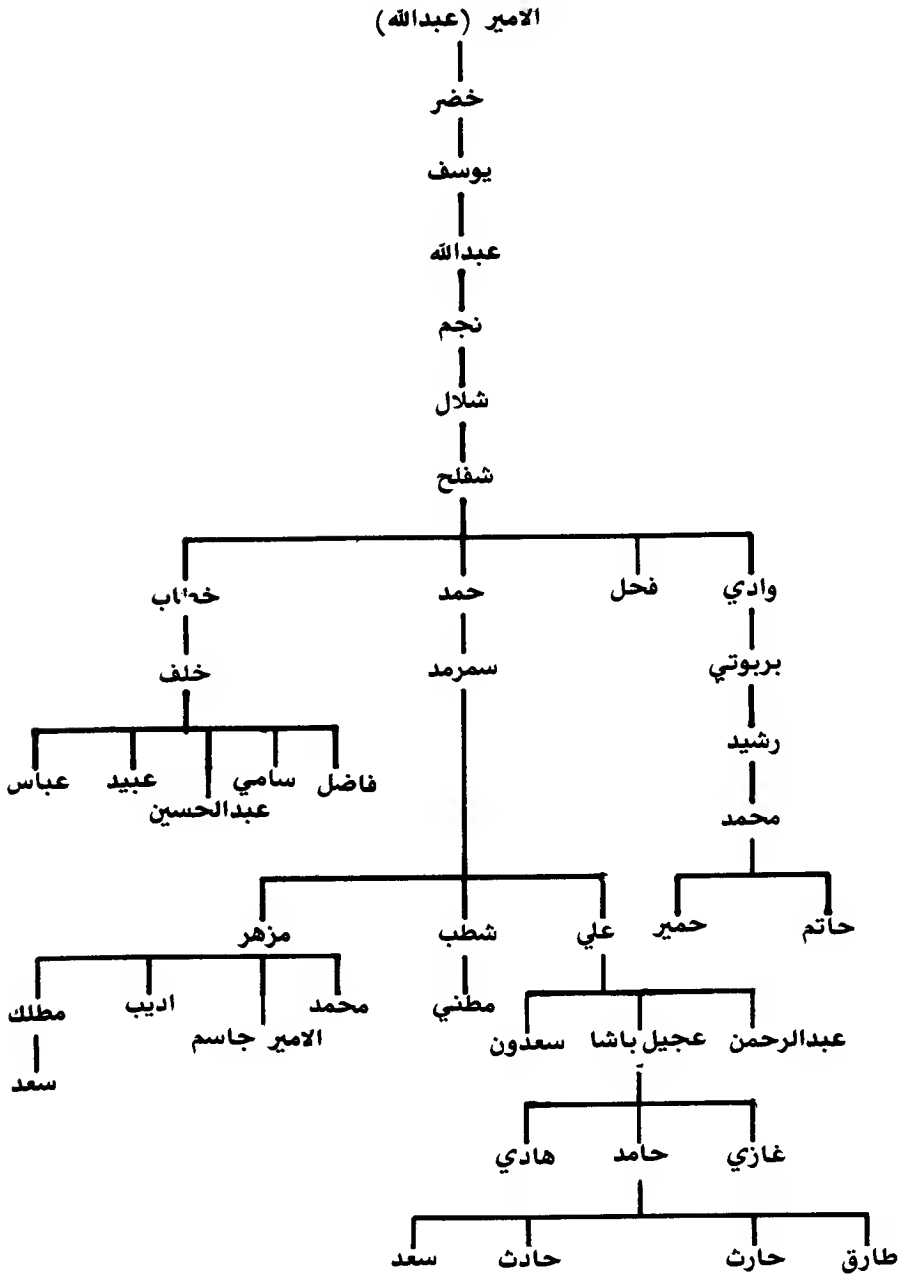 الامير (عبدالله)
خضر
يوسف
عبدالله
نجم
شلال
شفلح
وادي فحل حمد خطاب
بربوتي سمرمد خلف
رشيد
فاضل سامي عبيد عباس
عبدالحسين
محمد
حاتم حمير علي شطب مزهر
محمد اديب مطلك
مطني
الامير جاسم
عبدالرحمن عجيل باشا سعدون
سعد
غازي حامد هادي
طارق حارث حادث سعد